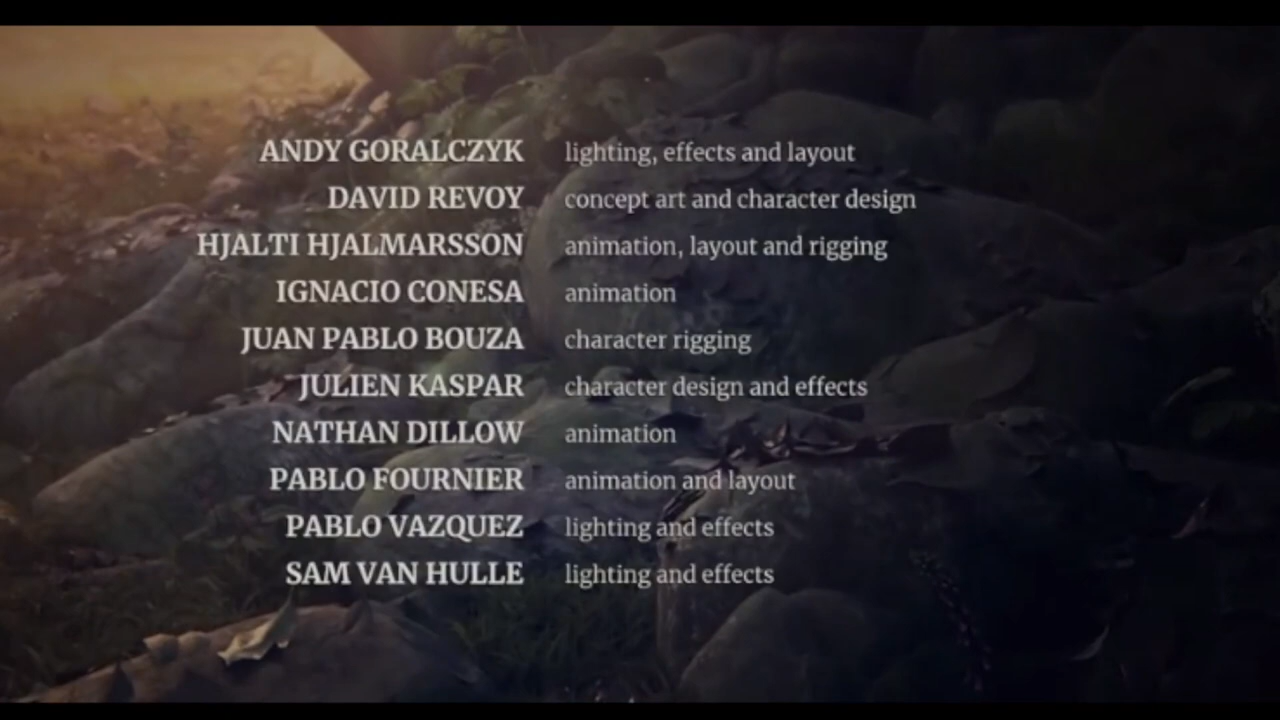 ANDY GORALCZYK lighting, effects and layout
DAVID REVOY concept art and character design
HJALTI HJALMARSSON animation, layout and rigging
IGNACIO CONESA animation
JUAN PABLO BOUZA character rigging
JULIEN KASPAR character design and effects
NATHAN DILLOW animation
PABLO FOURNIER animation and layout
PABLO VAZQUEZ lighting and effects
SAM VAN HULLE lighting and effects